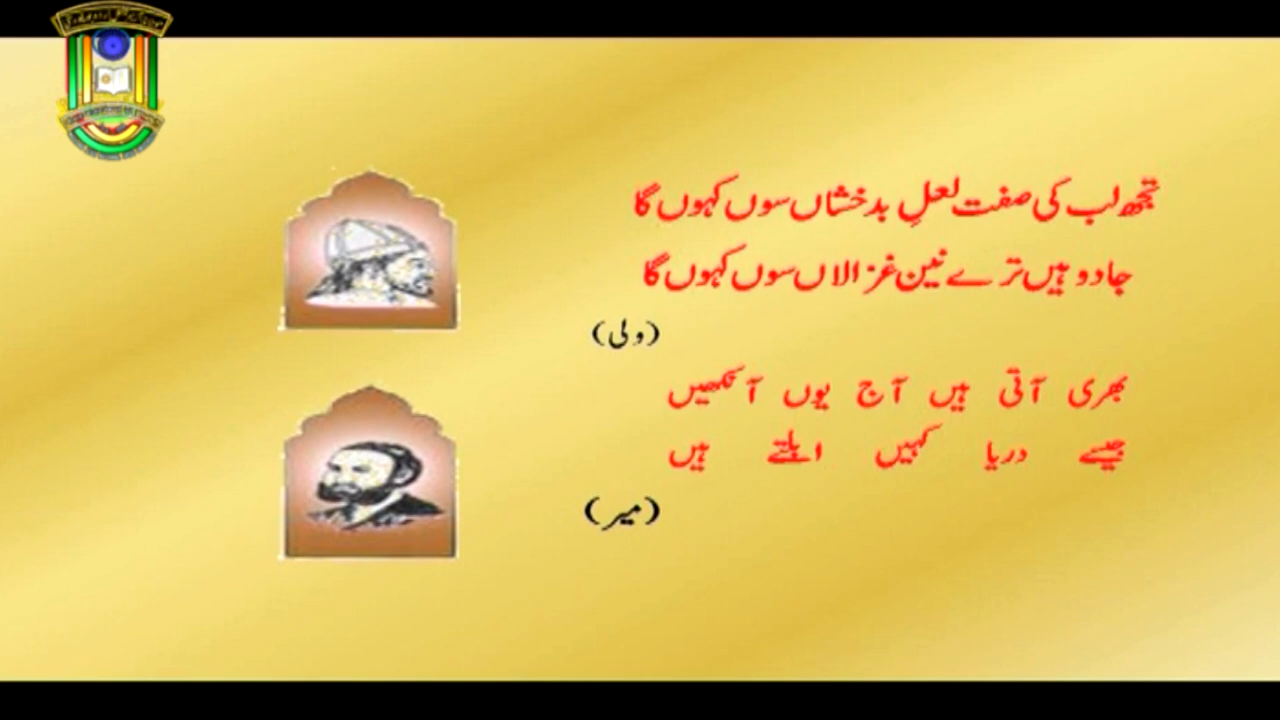 تجھ لب کی صفت لعلِ بدخشاں سوں کہوں گا
جادو ہیں ترے نین غزالاں سوں کہوں گا
(ولی)
بھری آتی ہیں آج یوں آنکھیں
جیسے دریا کہیں ابلتے ہیں
(میر)